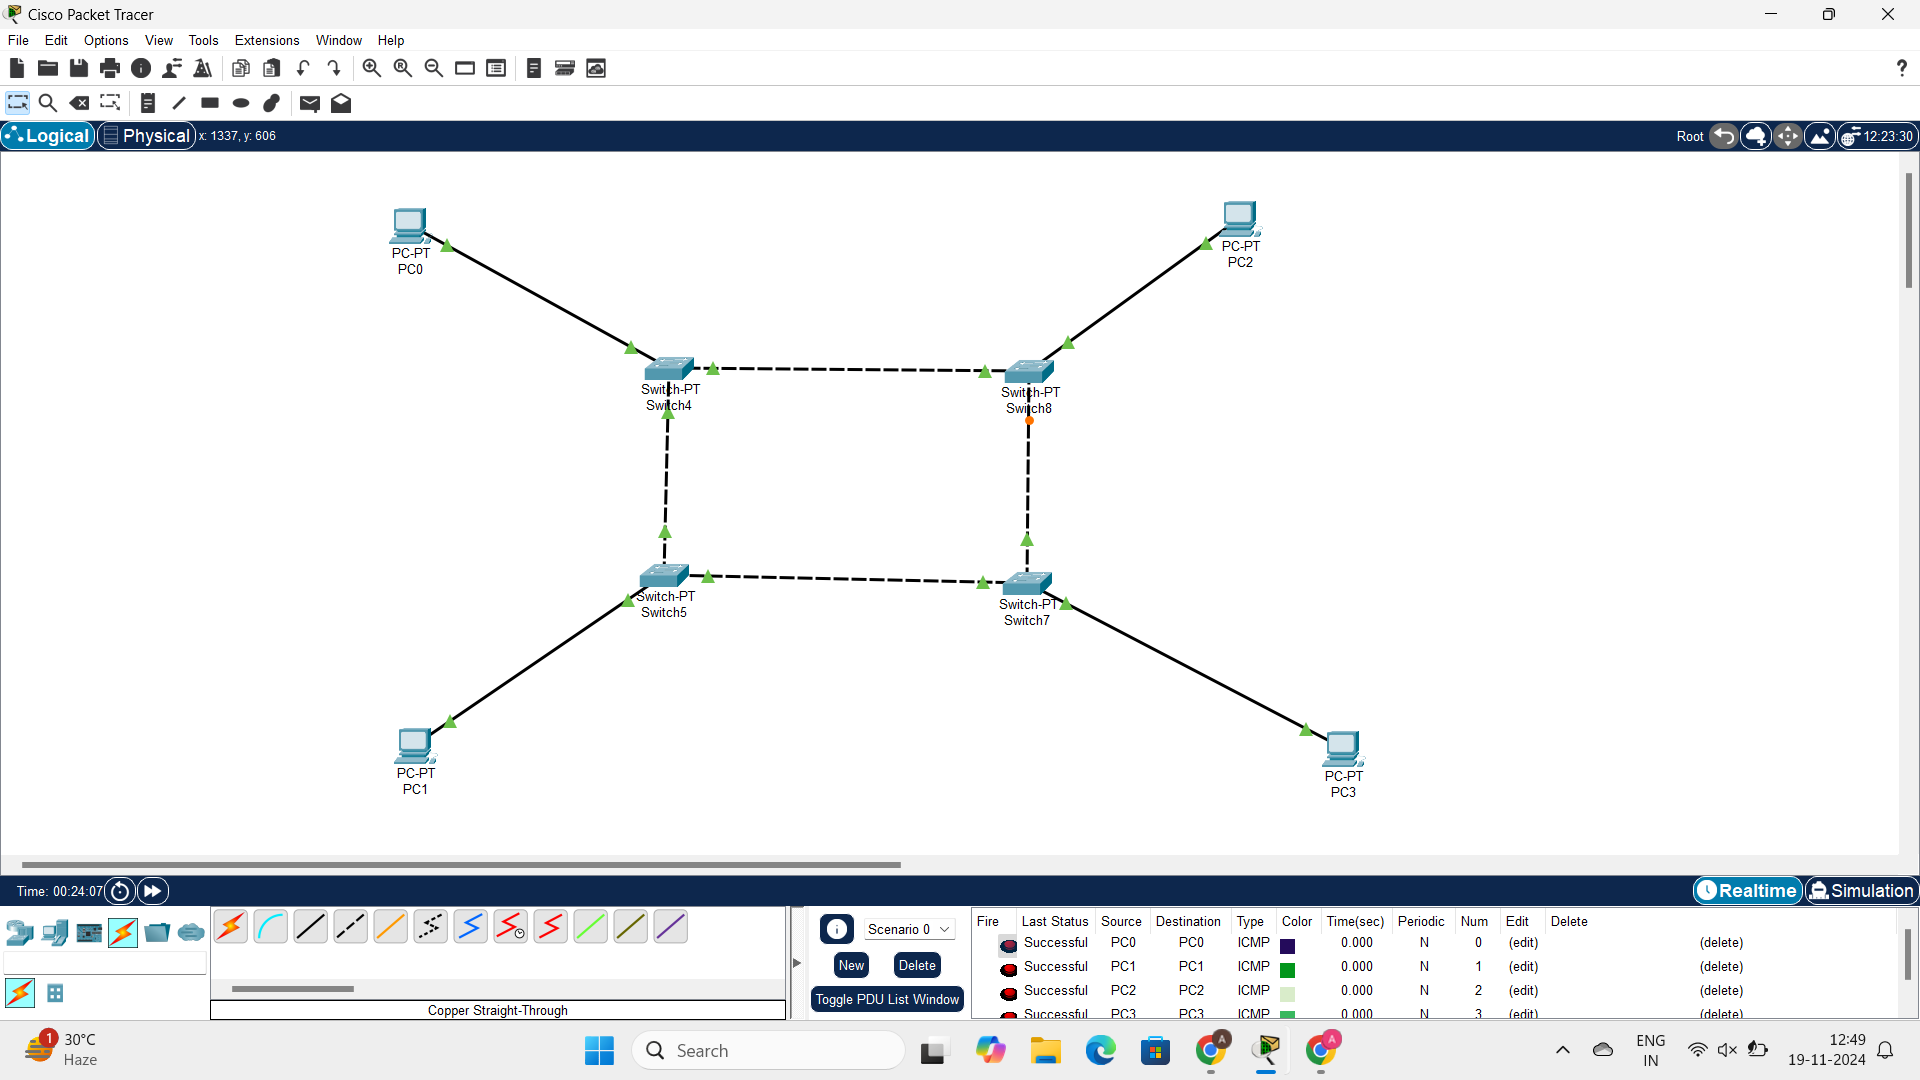 Cisco Packet Tracer
File Edit Options View Tools Extensions Window Help
?
Logical Physical x: 1337, y: 606 Root 12:23:30
PC-PT
PC0
PC-PT
PC2
Switch-PT
Switch4
Switch-PT
Switch8
Switch-PT
Switch5
Switch-PT
Switch7
PC-PT
PC1
PC-PT
PC3
Time: 00:24:07 Realtime Simulation
Scenario 0
New Delete
Toggle PDU List Window
Copper Straight-Through
Fire Last Status Source Destination Type Color Time(sec) Periodic Num Edit Delete
Successful PC0 PC0 ICMP 0.000 N 0 (edit) (delete)
Successful PC1 PC1 ICMP 0.000 N 1 (edit) (delete)
Successful PC2 PC2 ICMP 0.000 N 2 (edit) (delete)
Successful PC3 PC3 ICMP 0.000 N 3 (edit) (delete)
1
30°C
Haze
Search
A
A
ENG
IN
12:49
19-11-2024